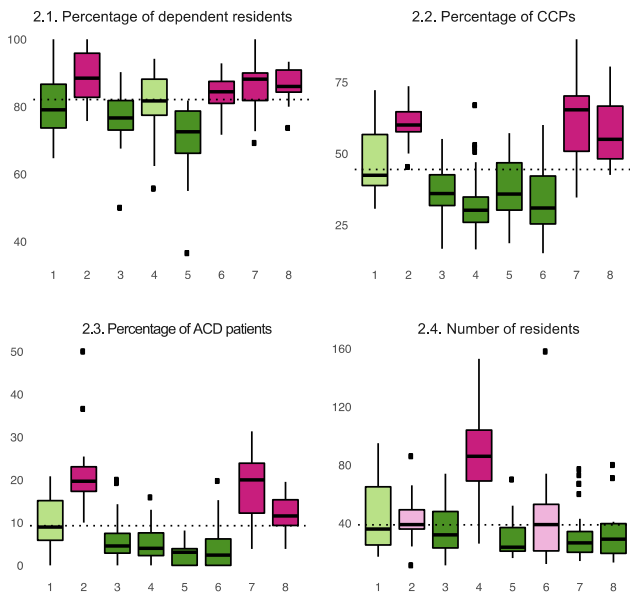 2.1. Percentage of dependent residents
100
80
60
40
1 2 3 4 5 6 7 8
2.2. Percentage of CCPs
75
50
25
1 2 3 4 5 6 7 8
2.3. Percentage of ACD patients
50
40
30
20
10
0
1 2 3 4 5 6 7 8
2.4. Number of residents
160
120
80
40
0
1 2 3 4 5 6 7 8